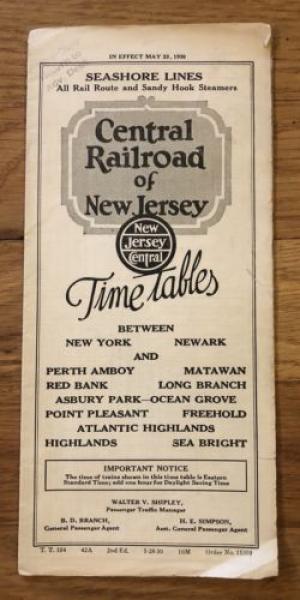 IN EFFECT MAY 28, 1930
SEASHORE LINES
All Rail Route and Sandy Hook Steamers
Central
Railroad
of
New Jersey
New
Jersey
Central
Time tables
BETWEEN
NEW YORK NEWARK
AND
PERTH AMBOY MATAWAN
RED BANK LONG BRANCH
ASBURY PARK—OCEAN GROVE
POINT PLEASANT FREEHOLD
ATLANTIC HIGHLANDS
HIGHLANDS SEA BRIGHT
IMPORTANT NOTICE
The time of trains shown in this time table is Eastern
Standard Time; add one hour for Daylight Saving Time
WALTER V. SHIPLEY,
Passenger Traffic Manager
B. D. BRANCH, H. E. SIMPSON,
General Passenger Agent Asst. General Passenger Agent
T. T. 104 42A 2nd Ed. 5-28-30 10M Order No.